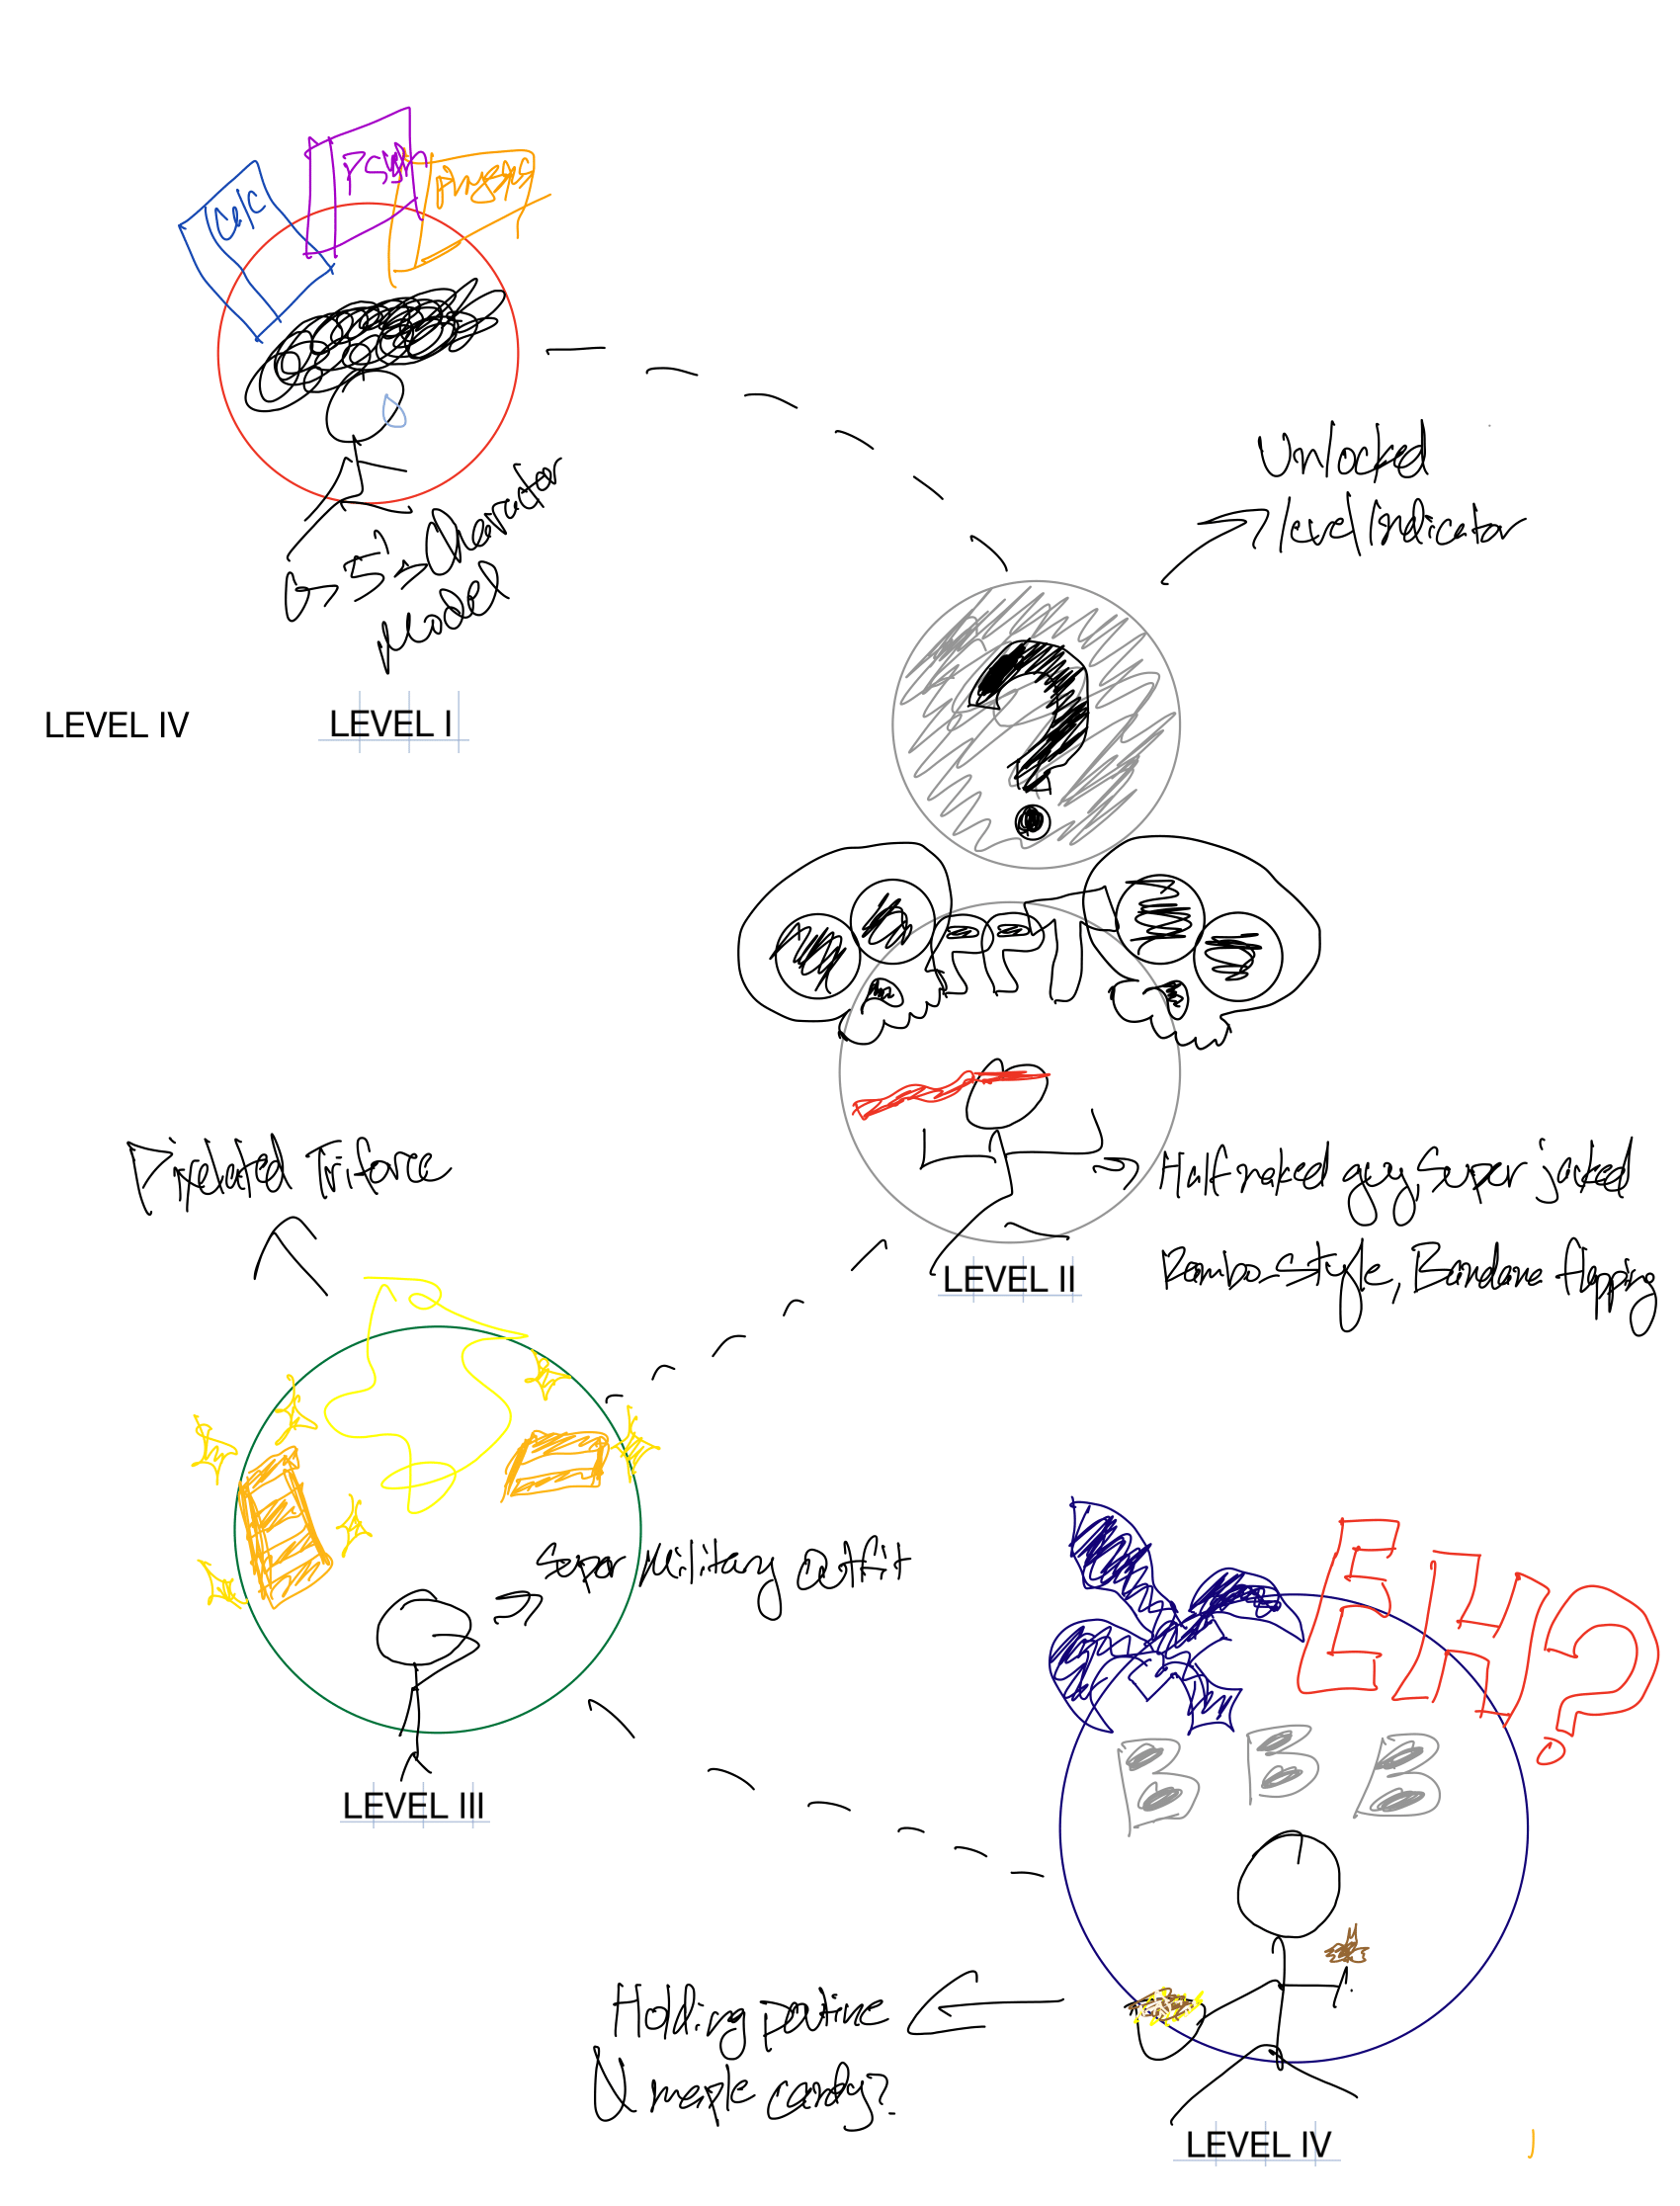 Calc
Psych
physics
G-5's Character
Model
LEVEL IV
LEVEL I
Unlocked
level indicator
?
PPT
Half naked guy, Super jacked
Rambo-style, Bandana flapping
LEVEL II
Pixelated Triforce
Super Military outfit
LEVEL III
EH?
B B B
Holding poutine
& maple candy?
LEVEL IV